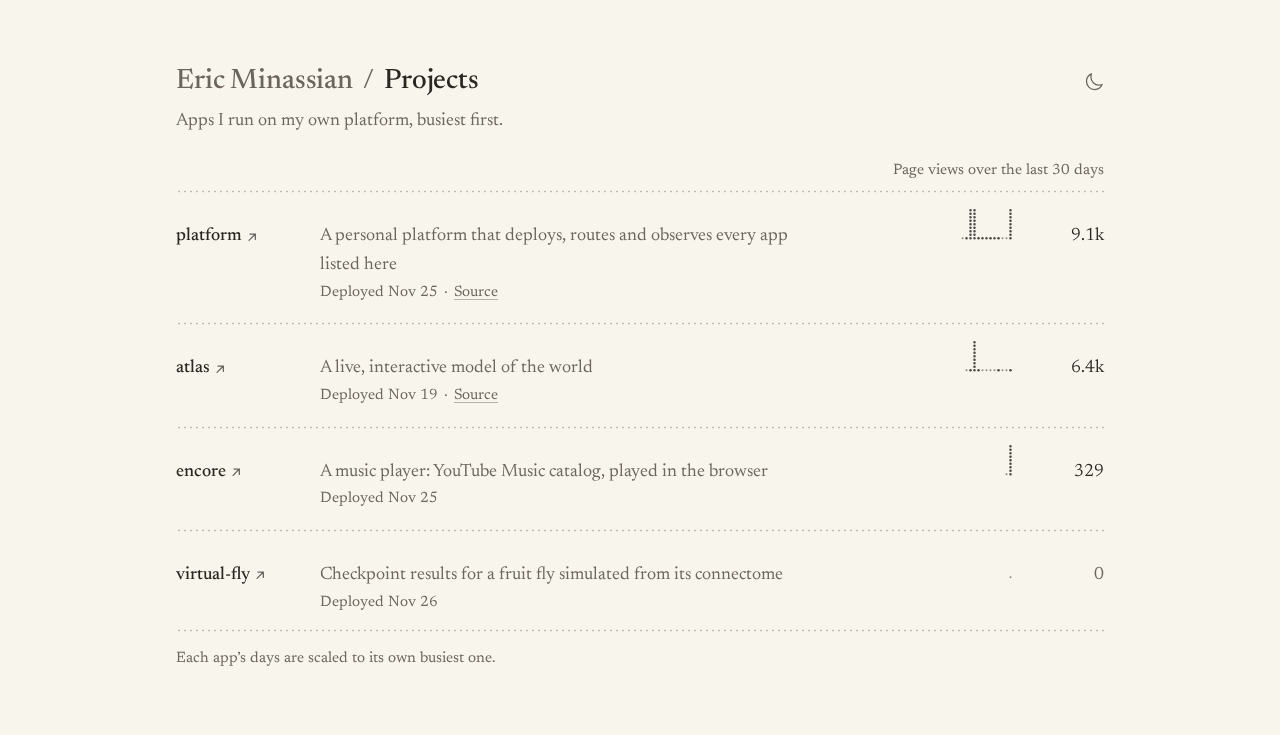 Eric Minassian / Projects
Apps I run on my own platform, busiest first.
Page views over the last 30 days
platform ↗ A personal platform that deploys, routes and observes every app 9.1k
listed here
Deployed Nov 25 · Source
atlas ↗ A live, interactive model of the world 6.4k
Deployed Nov 19 · Source
encore ↗ A music player: YouTube Music catalog, played in the browser 329
Deployed Nov 25
virtual-fly ↗ Checkpoint results for a fruit fly simulated from its connectome 0
Deployed Nov 26
Each app’s days are scaled to its own busiest one.